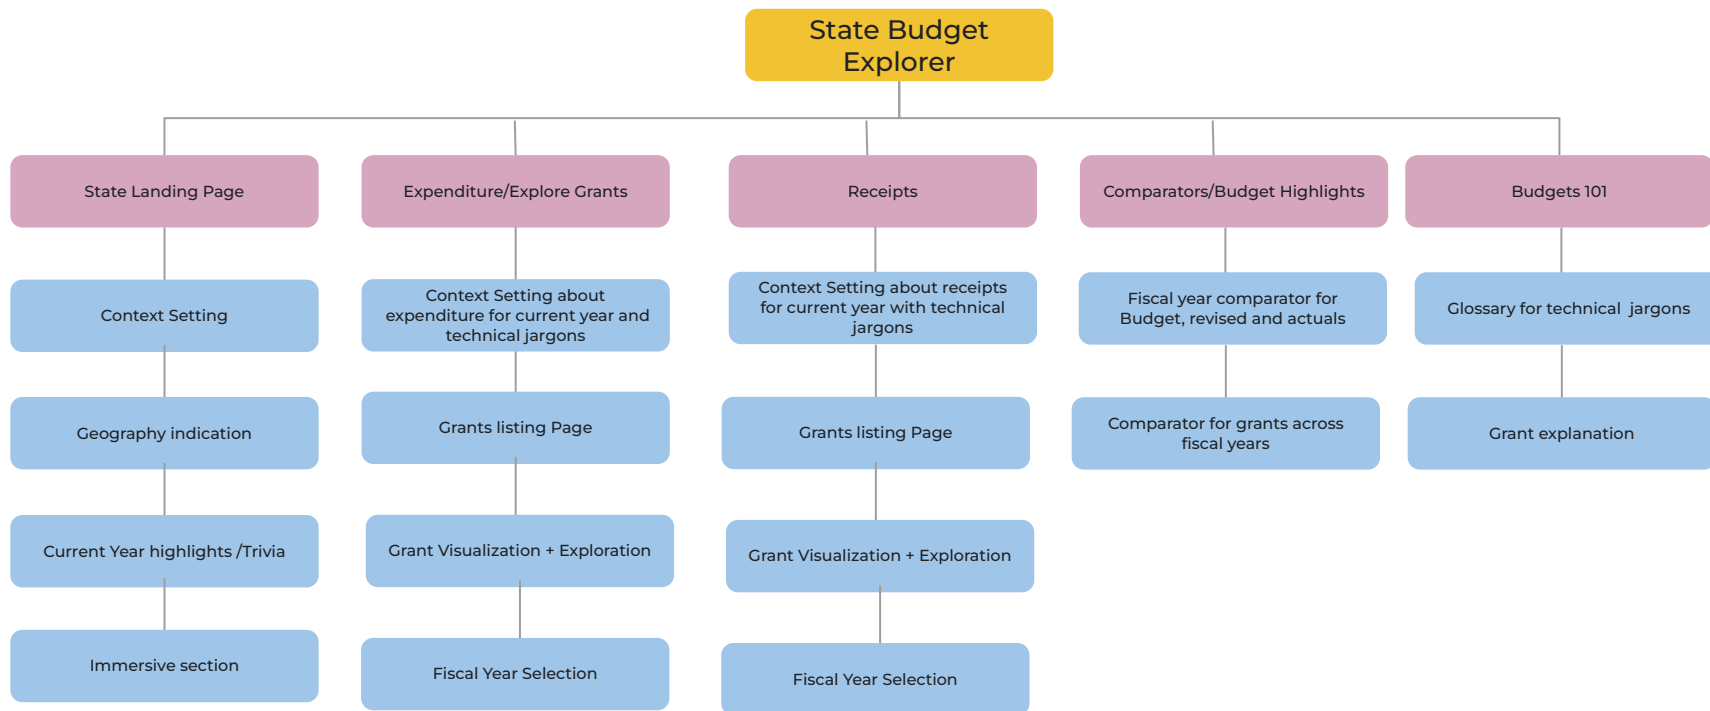 State Budget
Explorer
State Landing Page
Expenditure/Explore Grants
Receipts
Comparators/Budget Highlights
Budgets 101
Context Setting
Context Setting about
expenditure for current year and
technical jargons
Context Setting about receipts
for current year with technical
jargons
Fiscal year comparator for
Budget, revised and actuals
Glossary for technical jargons
Geography indication
Grants listing Page
Grants listing Page
Comparator for grants across
fiscal years
Grant explanation
Current Year highlights /Trivia
Grant Visualization + Exploration
Grant Visualization + Exploration
Immersive section
Fiscal Year Selection
Fiscal Year Selection